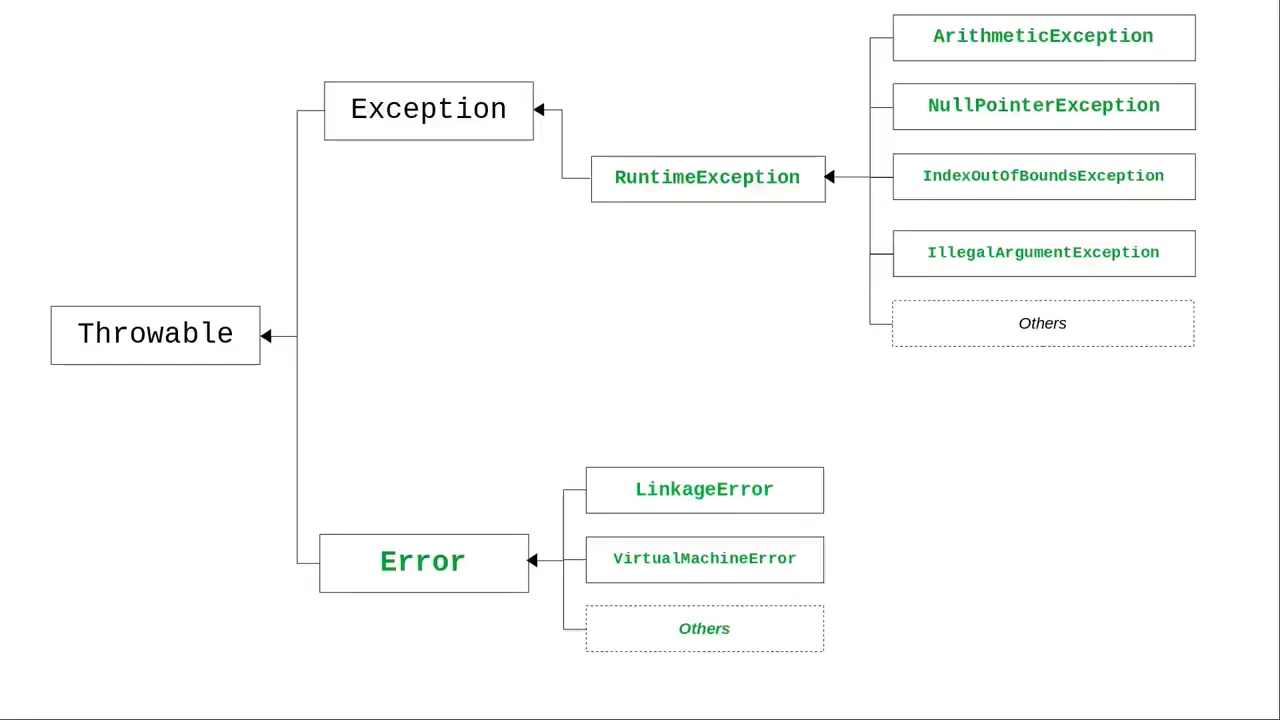 ArithmeticException
Exception
NullPointerException
RuntimeException
IndexOutOfBoundsException
IllegalArgumentException
Throwable
Others
LinkageError
Error
VirtualMachineError
Others